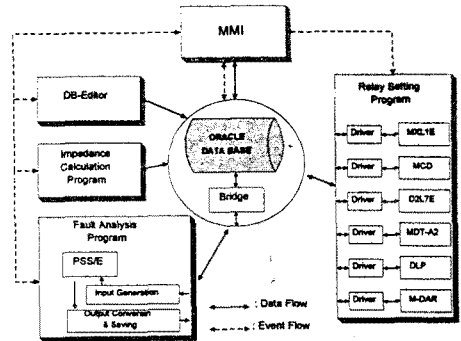 MMI
DB-Editor
Impedance
Calculation
Program
ORACLE
DATA BASE
Bridge
Fault Analysis
Program
PSS/E
Input Generation
Output Conversion
& Saving
Relay Setting
Program
Driver
MXL1E
Driver
MCD
Driver
D2L7E
Driver
MDT-A2
Driver
DLP
Driver
M-DAR
: Data Flow
: Event Flow